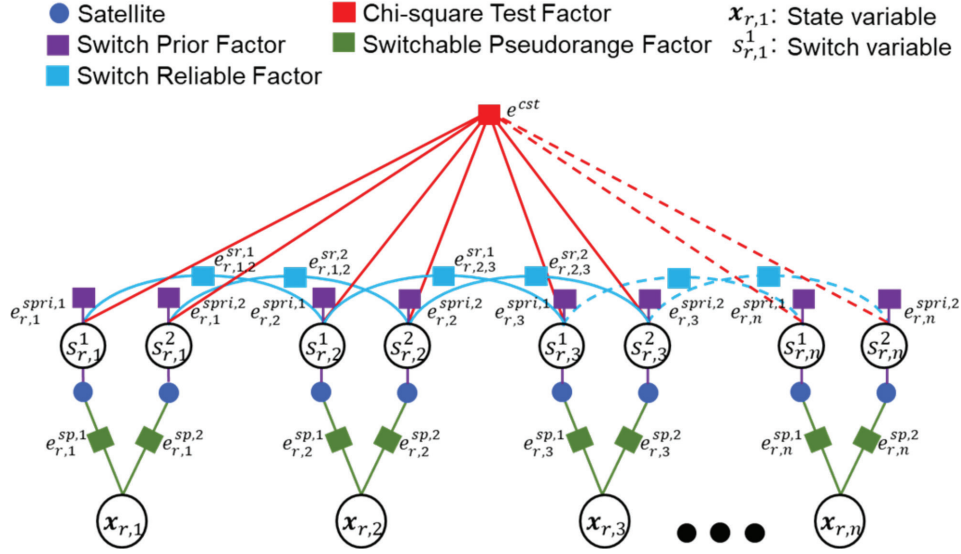 Satellite
Chi-square Test Factor
𝒙_{r,1}: State variable
Switch Prior Factor
Switchable Pseudorange Factor
s^1_{r,1}: Switch variable
Switch Reliable Factor
e^{cst}
e^{sr,1}_{r,1,2} e^{sr,2}_{r,1,2} e^{sr,1}_{r,2,3} e^{sr,2}_{r,2,3}
e^{spri,1}_{r,1} e^{spri,2}_{r,1} e^{spri,1}_{r,2} e^{spri,2}_{r,2} e^{spri,1}_{r,3} e^{spri,2}_{r,3} e^{spri,1}_{r,n} e^{spri,2}_{r,n}
s^1_{r,1} s^2_{r,1} s^1_{r,2} s^2_{r,2} s^1_{r,3} s^2_{r,3} s^1_{r,n} s^2_{r,n}
e^{sp,1}_{r,1} e^{sp,2}_{r,1} e^{sp,1}_{r,2} e^{sp,2}_{r,2} e^{sp,1}_{r,3} e^{sp,2}_{r,3} e^{sp,1}_{r,n} e^{sp,2}_{r,n}
𝒙_{r,1} 𝒙_{r,2} 𝒙_{r,3} 𝒙_{r,n}